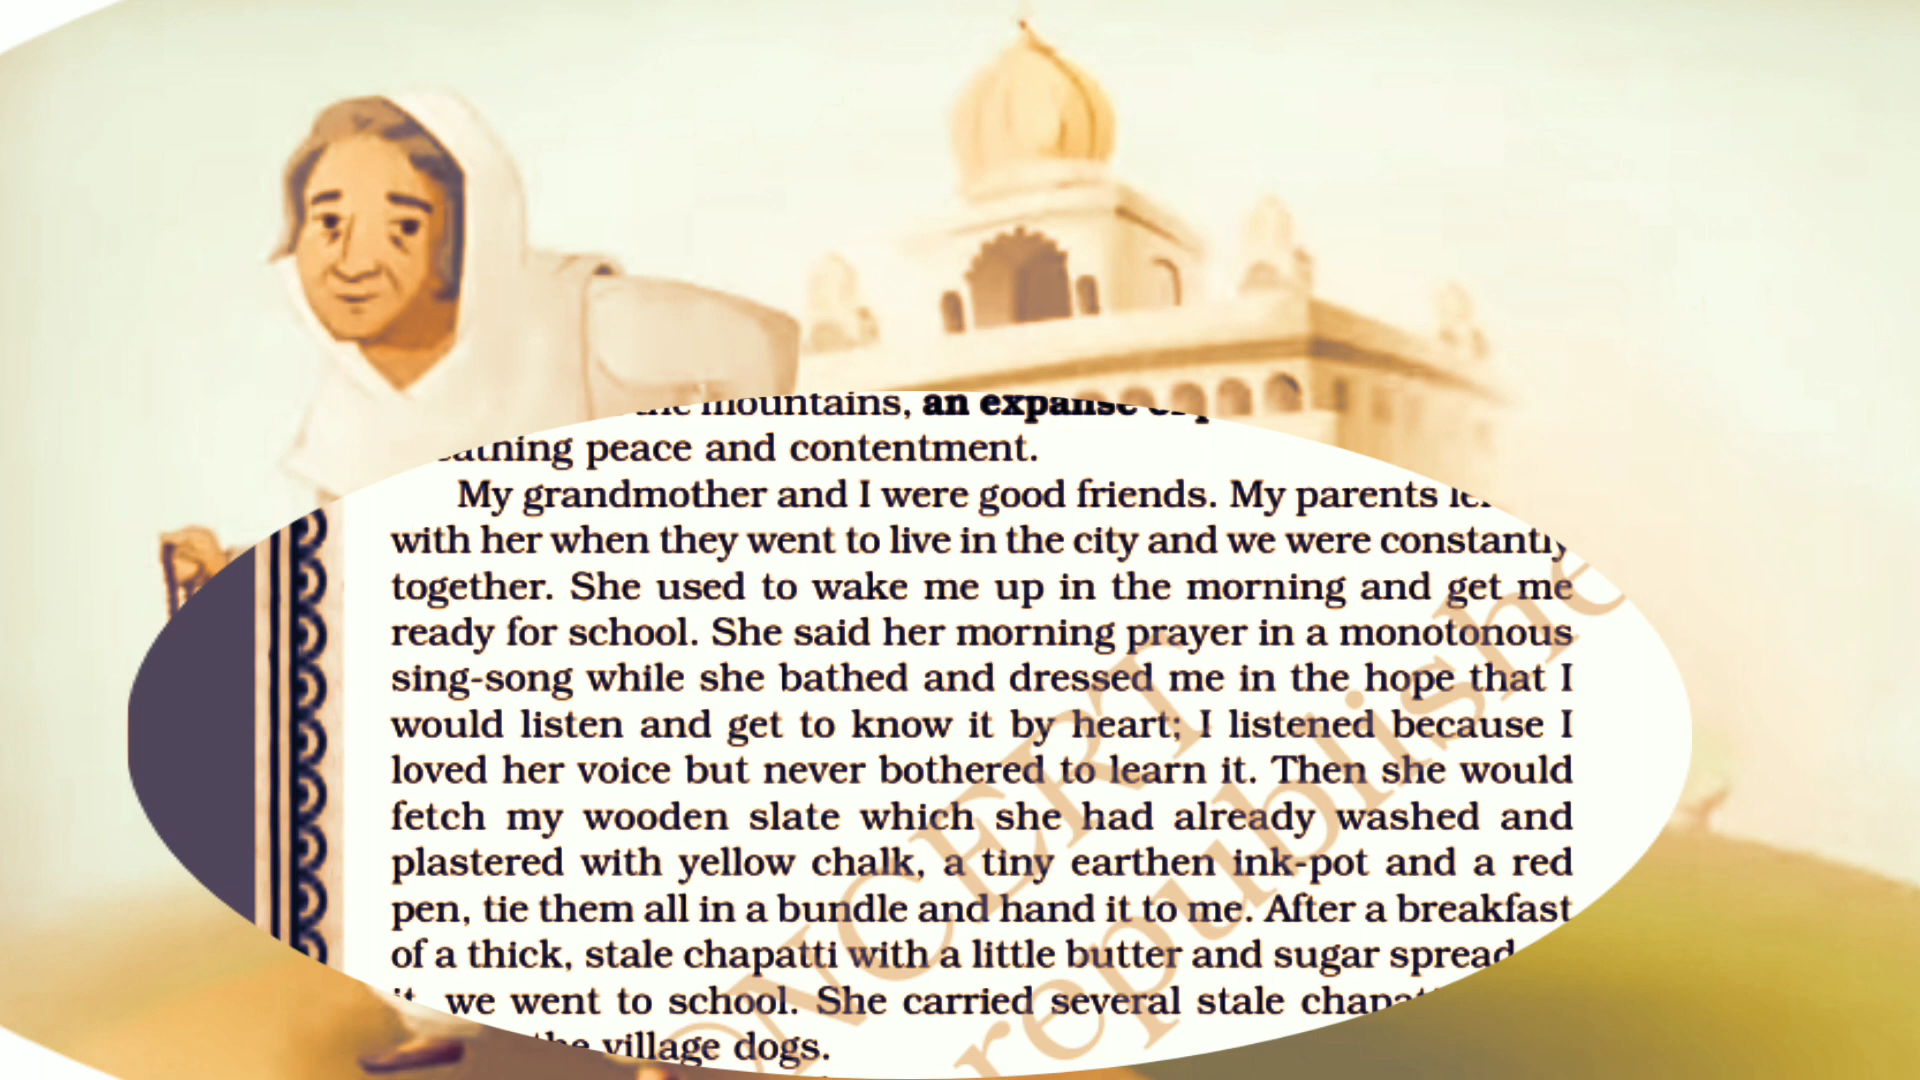 mountains, an expanse
peace and contentment.
My grandmother and I were good friends. My parents
with her when they went to live in the city and we were constantly
together. She used to wake me up in the morning and get me
ready for school. She said her morning prayer in a monotonous
sing-song while she bathed and dressed me in the hope that I
would listen and get to know it by heart; I listened because I
loved her voice but never bothered to learn it. Then she would
fetch my wooden slate which she had already washed and
plastered with yellow chalk, a tiny earthen ink-pot and a red
pen, tie them all in a bundle and hand it to me. After a breakfast
of a thick, stale chapatti with a little butter and sugar spread
we went to school. She carried several stale
the village dogs.
NCERT
republishe